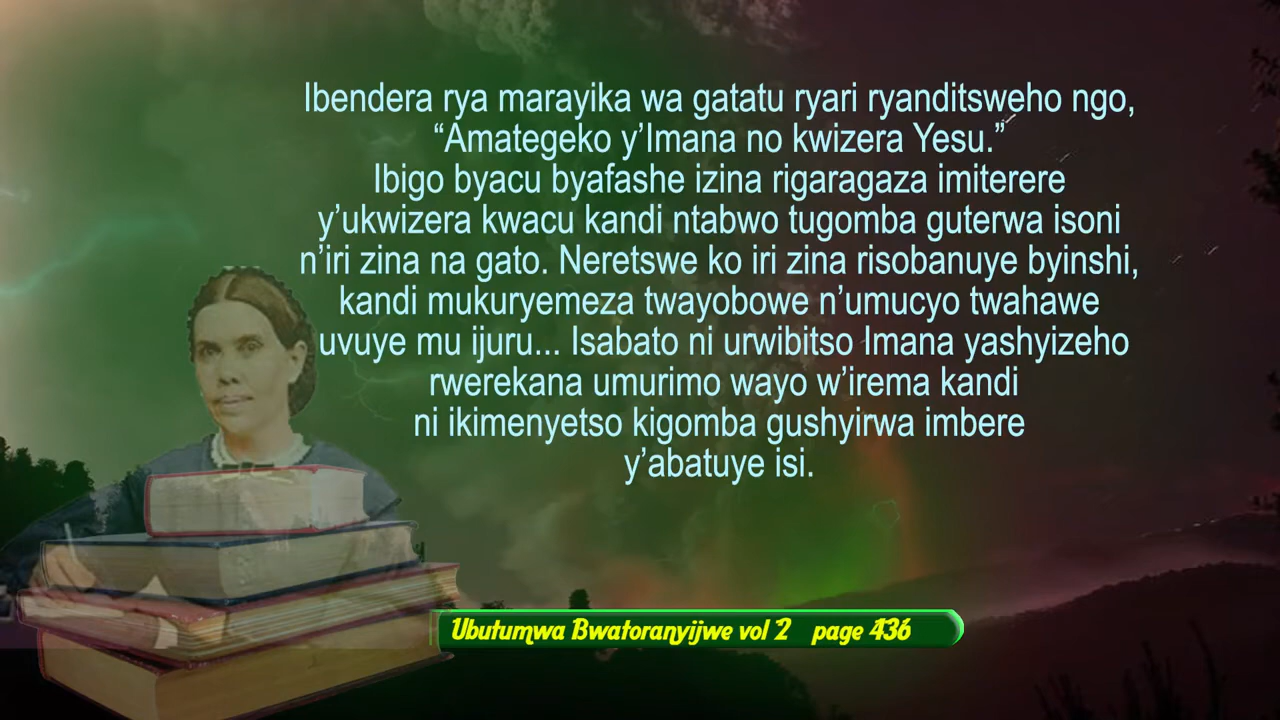 Ibendera rya marayika wa gatatu ryari ryanditsweho ngo,
“Amategeko y’Imana no kwizera Yesu.”
Ibigo byacu byafashe izina rigaragaza imiterere
y’ukwizera kwacu kandi ntabwo tugomba guterwa isoni
n’iri zina na gato. Neretswe ko iri zina risobanuye byinshi,
kandi mukuryemeza twayobowe n’umucyo twahawe
uvuye mu ijuru... Isabato ni urwibitso Imana yashyizeho
rwerekana umurimo wayo w’irema kandi
ni ikimenyetso kigomba gushyirwa imbere
y’abatuye isi.
Ubutumwa Bwatoranyijwe vol 2 page 436